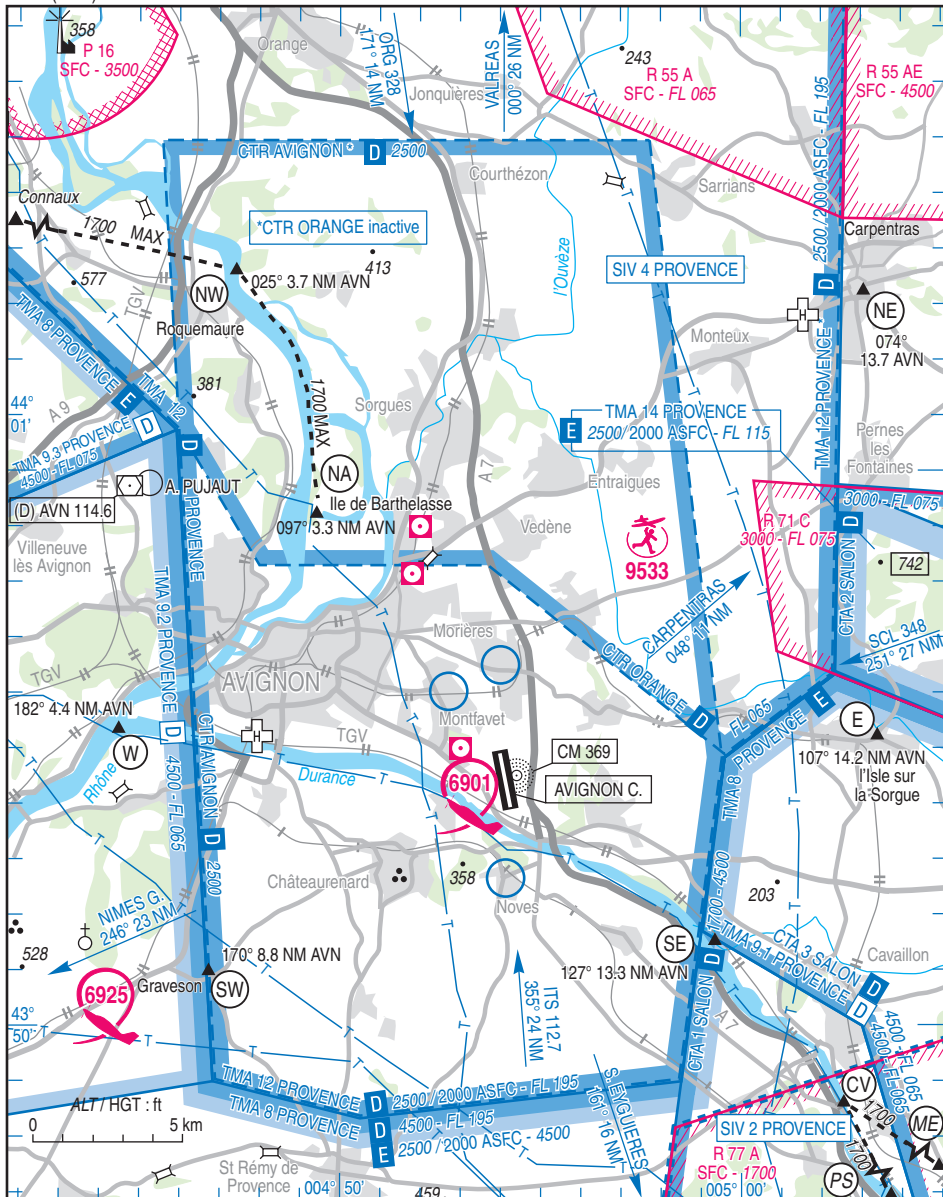 358
P 16
SFC - 3500
Orange
ORG 328
171° 14 NM
Jonquières
VALREAS
000° 26 NM
243
R 55 A
SFC - FL 065
R 55 AE
SFC - 4500
CTR AVIGNON * D 2500
Courthézon
Sarrians
2500/2000 ASFC - FL 195
Connaux
1700 MAX
*CTR ORANGE inactive
413
l'Ouvèze
SIV 4 PROVENCE
Carpentras
577
TGV
NW
025° 3.7 NM AVN
Roquemaure
D
H
NE
074°
13.7 AVN
Monteux
TMA 8 PROVENCE E
TMA 12
PROVENCE
381
1700 MAX
Sorgues
A 9
44°
01'
TMA 9.3 PROVENCE D
4500 - FL 075
D
TMA 14 PROVENCE
E 2500/2000 ASFC - FL 115
TMA 12 PROVENCE
Pernes
les
Fontaines
A 7
Entraigues
NA
Ile de Barthelasse
097° 3.3 NM AVN
A. PUJAUT
(D) AVN 114.6
Villeneuve
lès Avignon
Vedène
9533
R 71 C
3000 - FL 075
3000 - FL 075
D
742
CTA 2 SALON
TMA 9.2 PROVENCE D
4500 - FL 065
CARPENTRAS
048° 11 NM
SCL 348
251° 27 NM
Morières
CTR ORANGE D
TGV
AVIGNON
Montfavet
FL 065
TMA 8 PROVENCE E
182° 4.4 NM AVN
W
H
TGV
Rhône
Durance
6901
CM 369
AVIGNON C.
E
107° 14.2 NM AVN
l'Isle sur
la Sorgue
CTR AVIGNON D 2500
Châteaurenard
358
Noves
1700 - 4500
203
NIMES G.
246° 23 NM
528
SE
127° 13.3 NM AVN
D
TMA 9.1 PROVENCE D
CTA 3 SALON D
Cavaillon
170° 8.8 NM AVN
SW
Graveson
6925
43°
50'
ITS 112.7
355° 24 NM
CTA 1 SALON
A 7
4500 - FL 065
4500 - FL 065
S. EYGUIERES
161° 16 NM
TMA 12 PROVENCE D 2500/2000 ASFC - FL 195
TMA 8 PROVENCE D 4500 - FL 195
E 2500/2000 ASFC - 4500
ALT / HGT : ft
0 5 km
CV
1700
ME
SIV 2 PROVENCE
R 77 A
SFC - 1700
1700
PS
St Rémy de
Provence
004° 50'
459
005° 00'